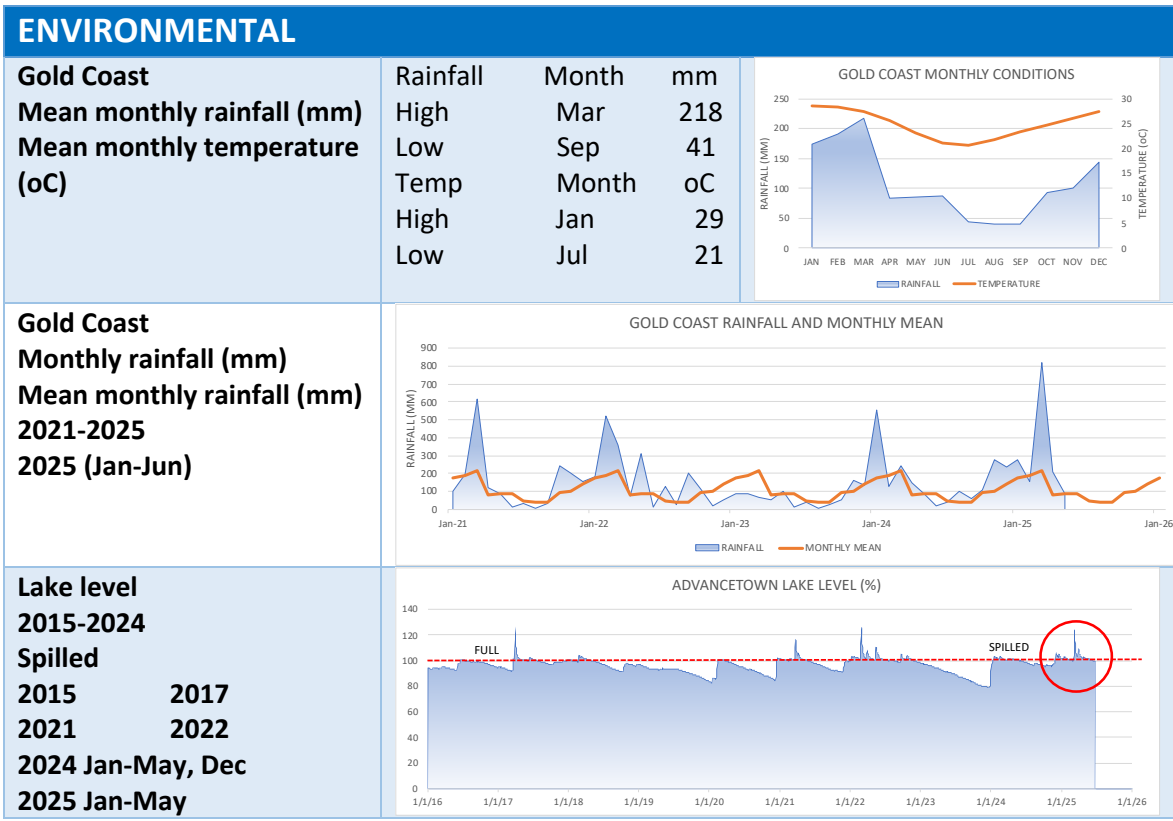 ENVIRONMENTAL
Gold Coast
Mean monthly rainfall (mm)
Mean monthly temperature
(oC)
Rainfall Month mm
High Mar 218
Low Sep 41
Temp Month oC
High Jan 29
Low Jul 21
GOLD COAST MONTHLY CONDITIONS
RAINFALL (MM)
250
200
150
100
50
0
TEMPERATURE (oC)
30
25
20
15
10
5
0
JAN FEB MAR APR MAY JUN JUL AUG SEP OCT NOV DEC
RAINFALL TEMPERATURE
Gold Coast
Monthly rainfall (mm)
Mean monthly rainfall (mm)
2021-2025
2025 (Jan-Jun)
GOLD COAST RAINFALL AND MONTHLY MEAN
RAINFALL (MM)
900
800
700
600
500
400
300
200
100
0
Jan-21 Jan-22 Jan-23 Jan-24 Jan-25 Jan-26
RAINFALL MONTHLY MEAN
Lake level
2015-2024
Spilled
2015 2017
2021 2022
2024 Jan-May, Dec
2025 Jan-May
ADVANCETOWN LAKE LEVEL (%)
140
120
100
80
60
40
20
0
FULL
SPILLED
1/1/16 1/1/17 1/1/18 1/1/19 1/1/20 1/1/21 1/1/22 1/1/23 1/1/24 1/1/25 1/1/26